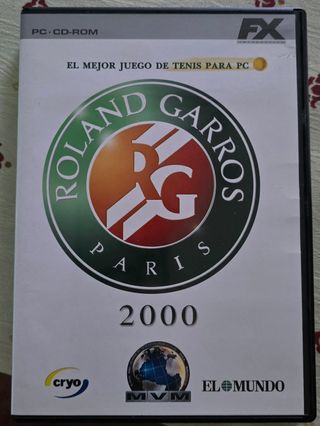 PC · CD-ROM
FX
EL MEJOR JUEGO DE TENIS PARA PC
ROLAND GARROS
RG
PARIS
2000
cryo
MVM
EL MUNDO